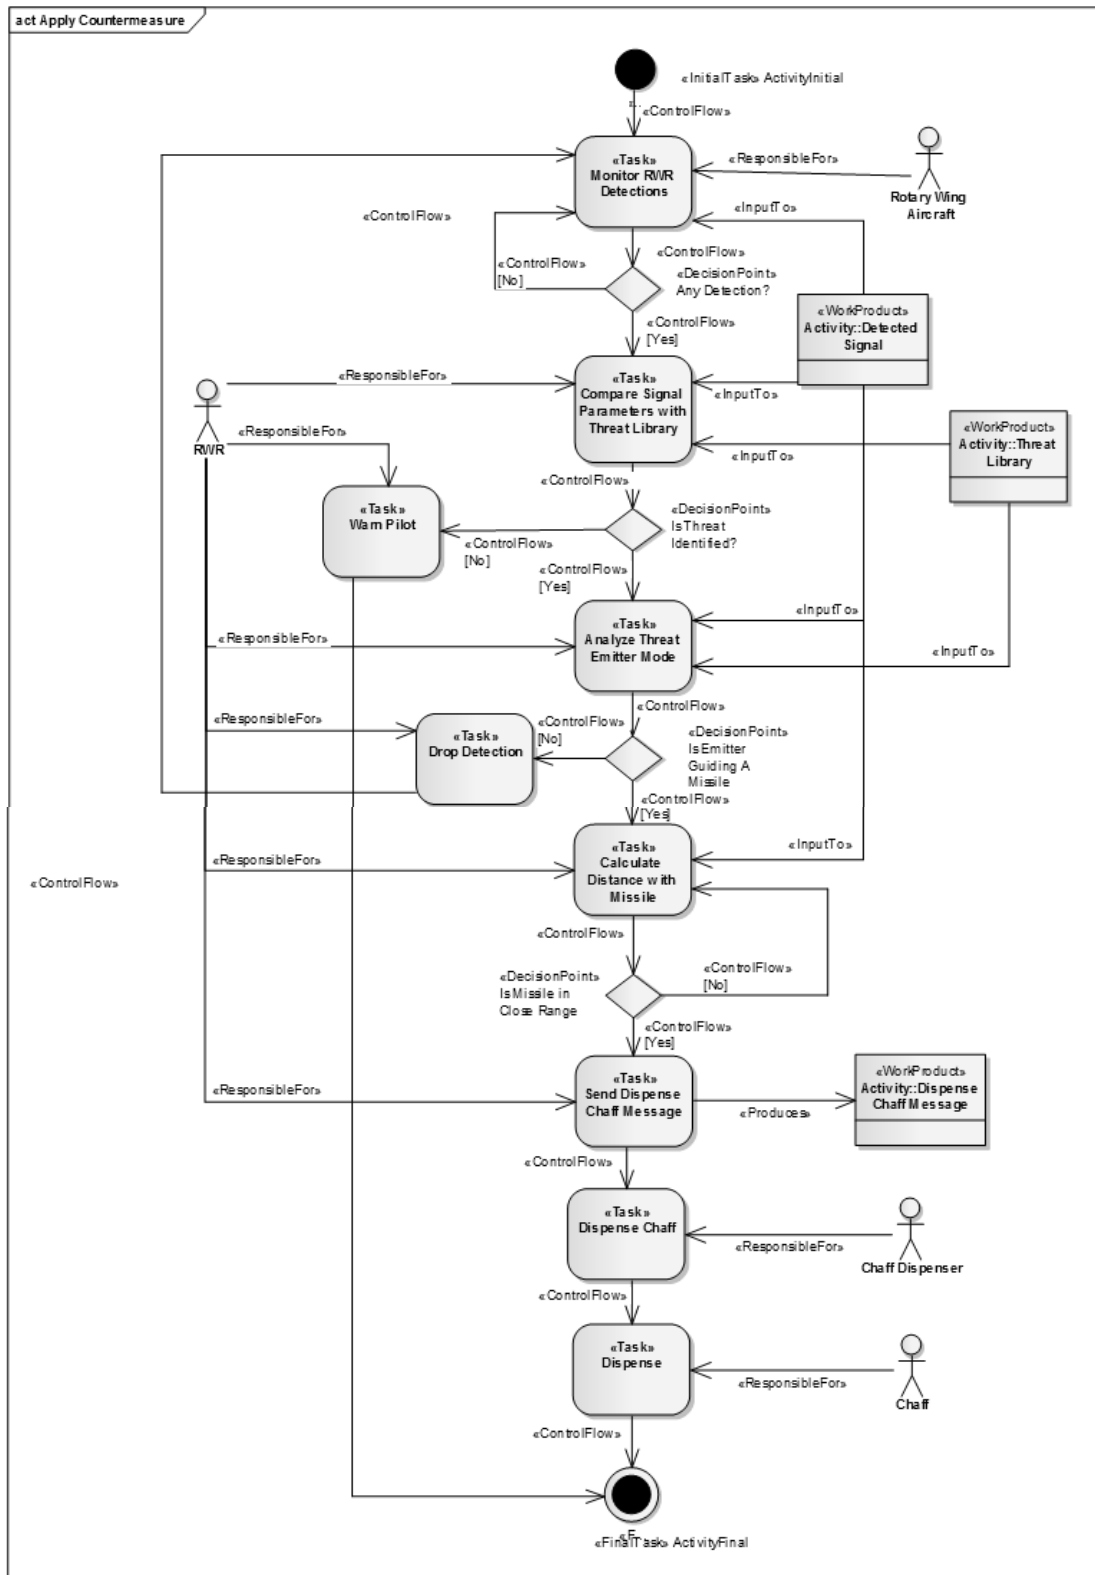 act Apply Countermeasure
«InitialTask» ActivityInitial
«ControlFlow»
«Task»
Monitor RWR
Detections
«ResponsibleFor»
Rotary Wing
Aircraft
«ControlFlow»
«InputTo»
«ControlFlow»
[No]
«ControlFlow»
«DecisionPoint»
Any Detection?
«WorkProduct»
Activity::Detected
Signal
«ControlFlow»
[Yes]
«ResponsibleFor»
«Task»
Compare Signal
Parameters with
Threat Library
«InputTo»
RWR
«ResponsibleFor»
«InputTo»
«WorkProduct»
Activity::Threat
Library
«ControlFlow»
«Task»
Warn Pilot
«DecisionPoint»
Is Threat
Identified?
«ControlFlow»
[No]
«ControlFlow»
[Yes]
«InputTo»
«ResponsibleFor»
«Task»
Analyze Threat
Emitter Mode
«InputTo»
«ControlFlow»
«ResponsibleFor»
«Task»
Drop Detection
«ControlFlow»
[No]
«DecisionPoint»
Is Emitter
Guiding A
Missile
«ControlFlow»
[Yes]
«ResponsibleFor»
«Task»
Calculate
Distance with
Missile
«InputTo»
«ControlFlow»
«ControlFlow»
«DecisionPoint»
Is Missile in
Close Range
«ControlFlow»
[No]
«ControlFlow»
[Yes]
«ResponsibleFor»
«Task»
Send Dispense
Chaff Message
«Produces»
«WorkProduct»
Activity::Dispense
Chaff Message
«ControlFlow»
«Task»
Dispense Chaff
«ResponsibleFor»
Chaff Dispenser
«ControlFlow»
«Task»
Dispense
«ResponsibleFor»
Chaff
«ControlFlow»
«F...
«FinalTask» ActivityFinal